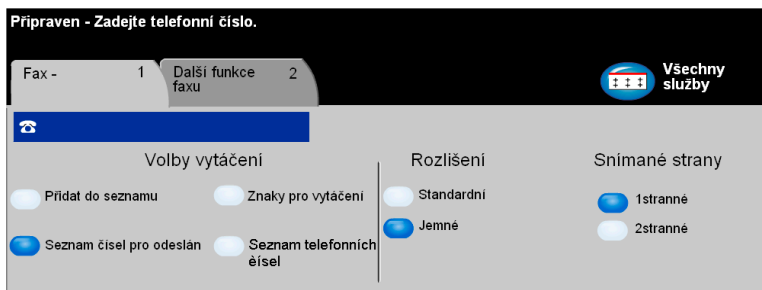 Připraven - Zadejte telefonní číslo.
Fax - 1
Další funkce 2
faxu
Všechny
služby
Volby vytáčení
Rozlišení
Snímané strany
Přidat do seznamu
Znaky pro vytáčení
Standardní
1stranné
Jemné
2stranné
Seznam čísel pro odeslán
Seznam telefonních
èísel